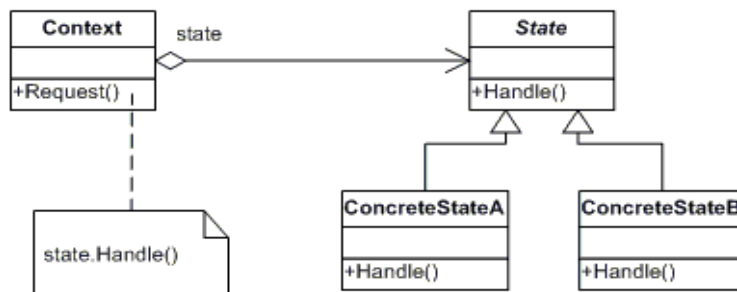 Context
state
State
+Request()
+Handle()
state.Handle()
ConcreteStateA
ConcreteStateB
+Handle()
+Handle()